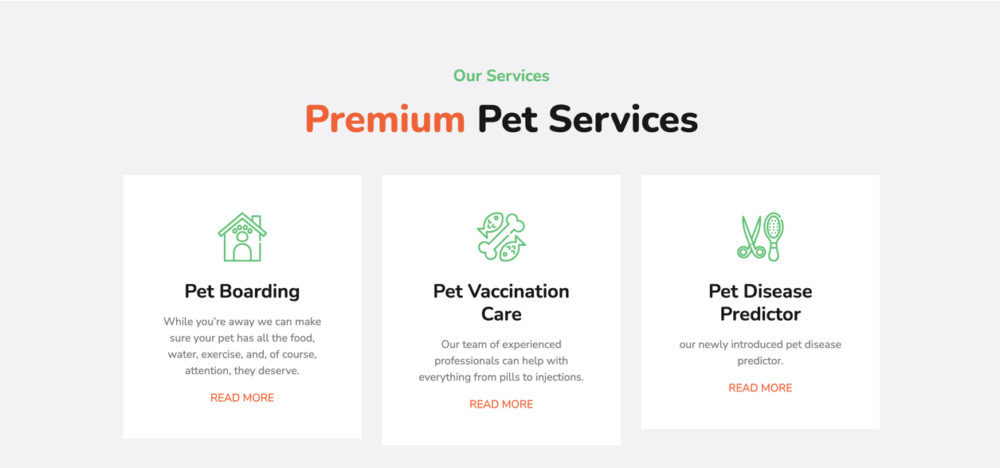 Our Services
Premium Pet Services
Pet Boarding
While you’re away we can make
sure your pet has all the food,
water, exercise, and, of course,
attention, they deserve.
READ MORE
Pet Vaccination
Care
Our team of experienced
professionals can help with
everything from pills to injections.
READ MORE
Pet Disease
Predictor
our newly introduced pet disease
predictor.
READ MORE